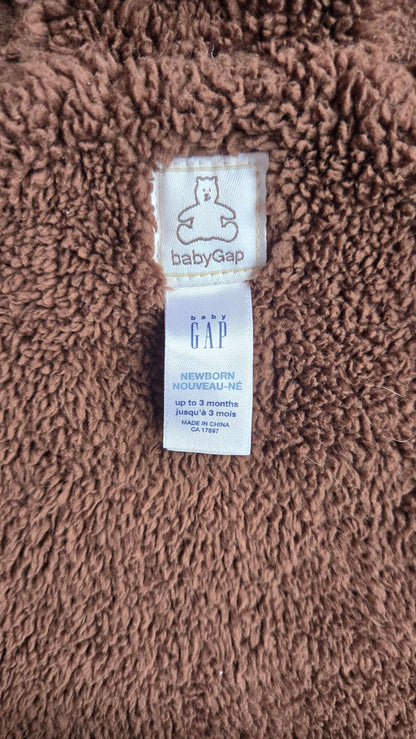 babyGap
baby
GAP
NEWBORN
NOUVEAU-NÉ
up to 3 months
jusqu'à 3 mois
MADE IN CHINA
CA 17897